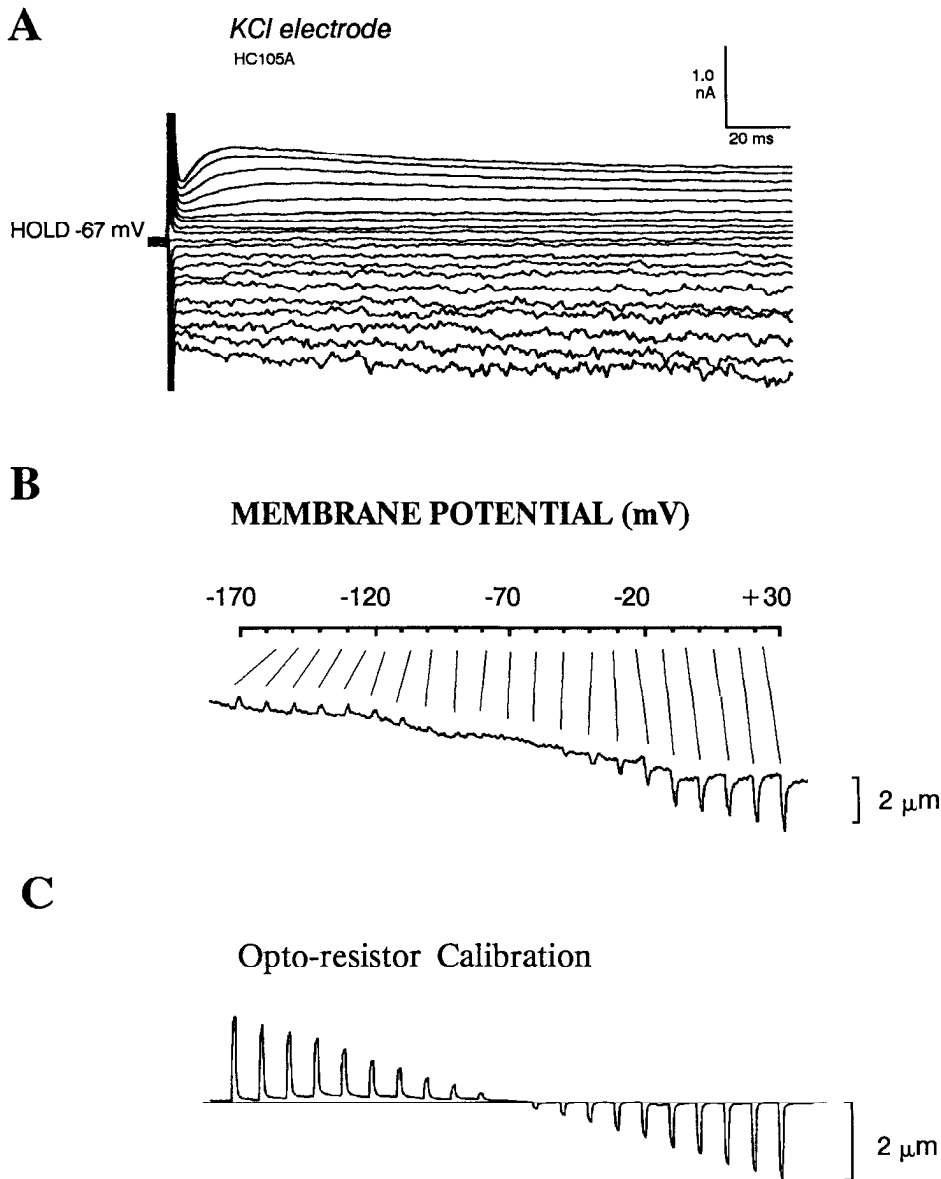 A
KCl electrode
HC105A
1.0
nA
20 ms
HOLD -67 mV
B
MEMBRANE POTENTIAL (mV)
-170 -120 -70 -20 +30
2 μm
C
Opto-resistor Calibration
2 μm